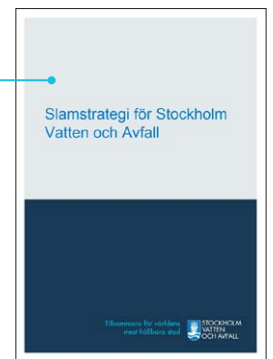 Slamstrategi för Stockholm
Vatten och Avfall
Tillsammans för världens
mest hållbara stad
STOCKHOLM
VATTEN
OCH AVFALL